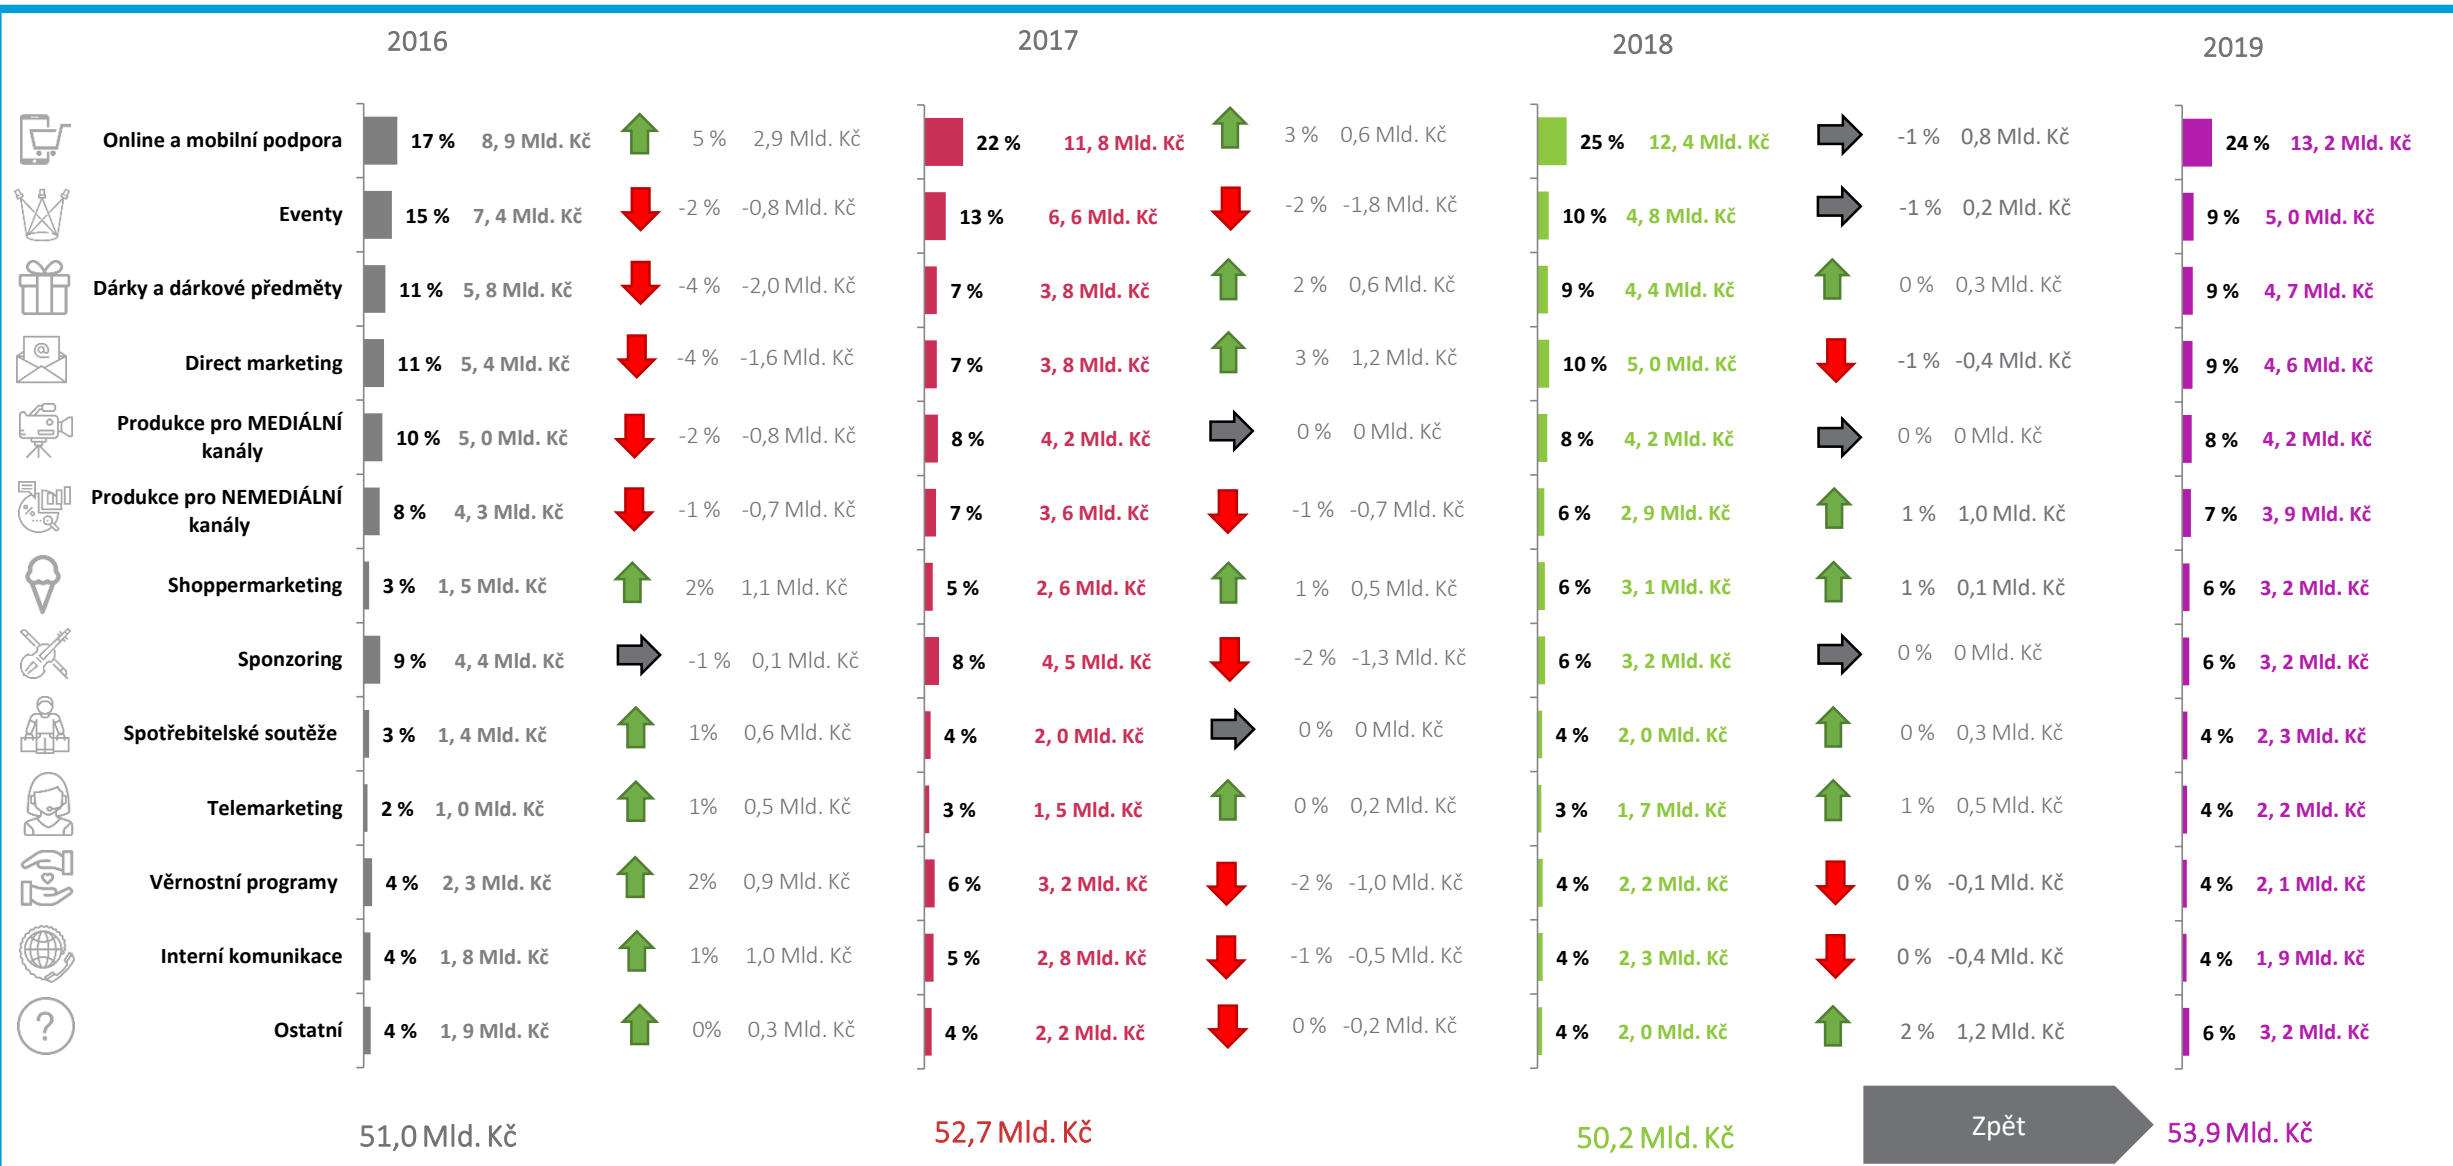 2016 2017 2018 2019
Online a mobilní podpora 17 % 8, 9 Mld. Kč 5 % 2,9 Mld. Kč 22 % 11, 8 Mld. Kč 3 % 0,6 Mld. Kč 25 % 12, 4 Mld. Kč -1 % 0,8 Mld. Kč 24 % 13, 2 Mld. Kč
Eventy 15 % 7, 4 Mld. Kč -2 % -0,8 Mld. Kč 13 % 6, 6 Mld. Kč -2 % -1,8 Mld. Kč 10 % 4, 8 Mld. Kč -1 % 0,2 Mld. Kč 9 % 5, 0 Mld. Kč
Dárky a dárkové předměty 11 % 5, 8 Mld. Kč -4 % -2,0 Mld. Kč 7 % 3, 8 Mld. Kč 2 % 0,6 Mld. Kč 9 % 4, 4 Mld. Kč 0 % 0,3 Mld. Kč 9 % 4, 7 Mld. Kč
Direct marketing 11 % 5, 4 Mld. Kč -4 % -1,6 Mld. Kč 7 % 3, 8 Mld. Kč 3 % 1,2 Mld. Kč 10 % 5, 0 Mld. Kč -1 % -0,4 Mld. Kč 9 % 4, 6 Mld. Kč
Produkce pro MEDIÁLNÍ
kanály 10 % 5, 0 Mld. Kč -2 % -0,8 Mld. Kč 8 % 4, 2 Mld. Kč 0 % 0 Mld. Kč 8 % 4, 2 Mld. Kč 0 % 0 Mld. Kč 8 % 4, 2 Mld. Kč
Produkce pro NEMEDIÁLNÍ
kanály 8 % 4, 3 Mld. Kč -1 % -0,7 Mld. Kč 7 % 3, 6 Mld. Kč -1 % -0,7 Mld. Kč 6 % 2, 9 Mld. Kč 1 % 1,0 Mld. Kč 7 % 3, 9 Mld. Kč
Shoppermarketing 3 % 1, 5 Mld. Kč 2% 1,1 Mld. Kč 5 % 2, 6 Mld. Kč 1 % 0,5 Mld. Kč 6 % 3, 1 Mld. Kč 1 % 0,1 Mld. Kč 6 % 3, 2 Mld. Kč
Sponzoring 9 % 4, 4 Mld. Kč -1 % 0,1 Mld. Kč 8 % 4, 5 Mld. Kč -2 % -1,3 Mld. Kč 6 % 3, 2 Mld. Kč 0 % 0 Mld. Kč 6 % 3, 2 Mld. Kč
Spotřebitelské soutěže 3 % 1, 4 Mld. Kč 1% 0,6 Mld. Kč 4 % 2, 0 Mld. Kč 0 % 0 Mld. Kč 4 % 2, 0 Mld. Kč 0 % 0,3 Mld. Kč 4 % 2, 3 Mld. Kč
Telemarketing 2 % 1, 0 Mld. Kč 1% 0,5 Mld. Kč 3 % 1, 5 Mld. Kč 0 % 0,2 Mld. Kč 3 % 1, 7 Mld. Kč 1 % 0,5 Mld. Kč 4 % 2, 2 Mld. Kč
Věrnostní programy 4 % 2, 3 Mld. Kč 2% 0,9 Mld. Kč 6 % 3, 2 Mld. Kč -2 % -1,0 Mld. Kč 4 % 2, 2 Mld. Kč 0 % -0,1 Mld. Kč 4 % 2, 1 Mld. Kč
Interní komunikace 4 % 1, 8 Mld. Kč 1% 1,0 Mld. Kč 5 % 2, 8 Mld. Kč -1 % -0,5 Mld. Kč 4 % 2, 3 Mld. Kč 0 % -0,4 Mld. Kč 4 % 1, 9 Mld. Kč
? Ostatní 4 % 1, 9 Mld. Kč 0% 0,3 Mld. Kč 4 % 2, 2 Mld. Kč 0 % -0,2 Mld. Kč 4 % 2, 0 Mld. Kč 2 % 1,2 Mld. Kč 6 % 3, 2 Mld. Kč
51,0 Mld. Kč 52,7 Mld. Kč 50,2 Mld. Kč Zpět 53,9 Mld. Kč